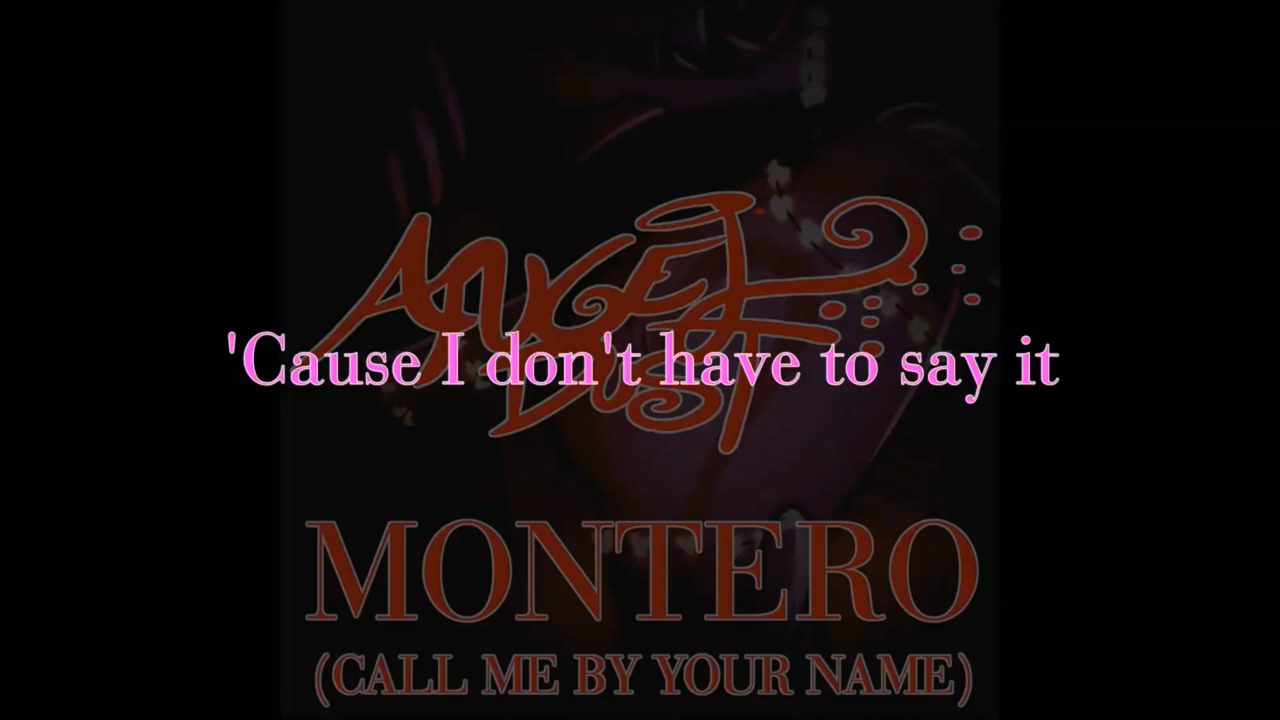 ANGEL
'Cause I don't have to say it
DUST
MONTERO
(CALL ME BY YOUR NAME)